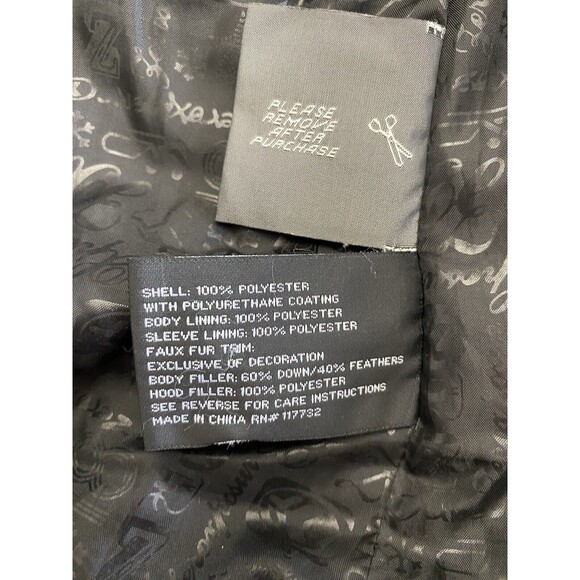 PLEASE
REMOVE
AFTER
PURCHASE
SHELL: 100% POLYESTER
WITH POLYURETHANE COATING
BODY LINING: 100% POLYESTER
SLEEVE LINING: 100% POLYESTER
FAUX FUR TRIM:
EXCLUSIVE OF DECORATION
BODY FILLER: 60% DOWN/40% FEATHERS
HOOD FILLER: 100% POLYESTER
SEE REVERSE FOR CARE INSTRUCTIONS
MADE IN CHINA RN# 117732